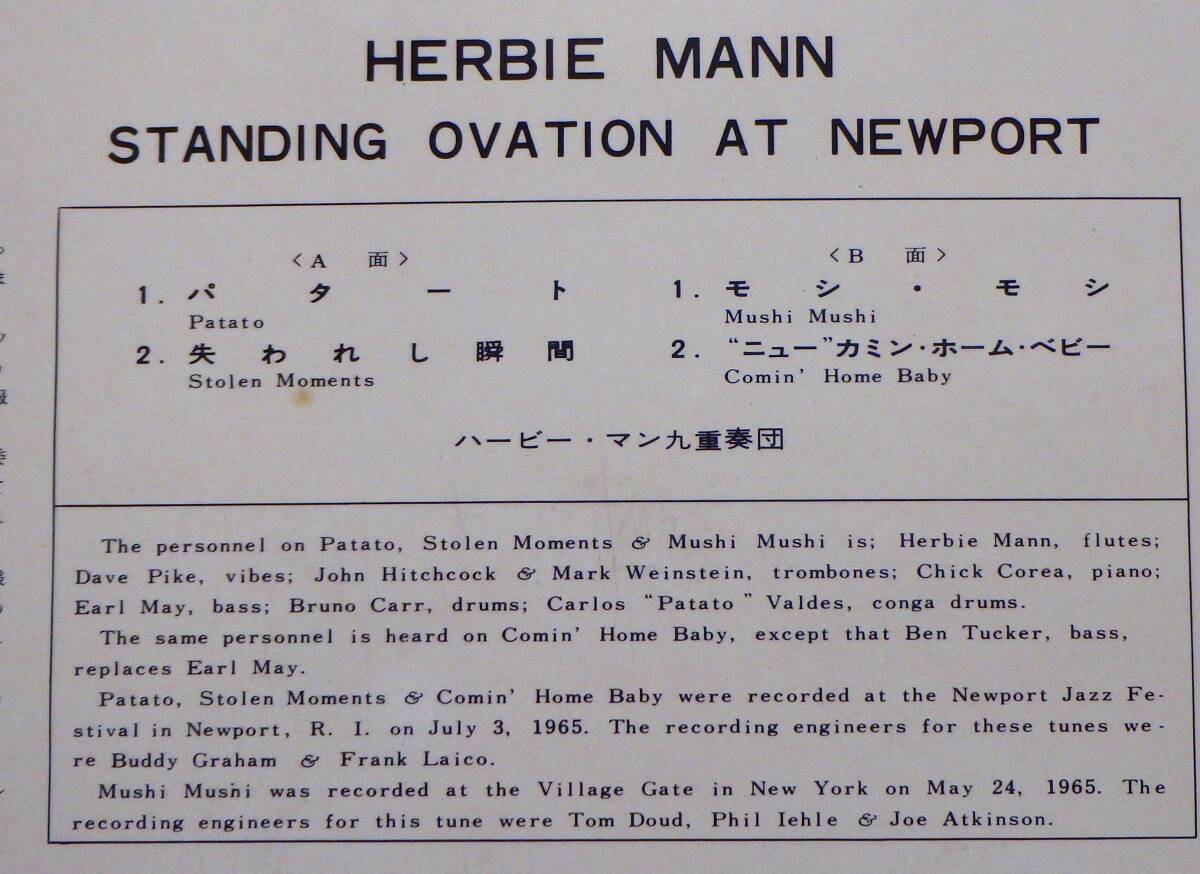 HERBIE MANN
STANDING OVATION AT NEWPORT
〈A 面〉
1. パタート
Patato
2. 失われし瞬間
Stolen Moments
〈B 面〉
1. モシ・モシ
Mushi Mushi
2. “ニュー”カミン・ホーム・ベビー
Comin' Home Baby
ハービー・マン九重奏団
The personnel on Patato, Stolen Moments & Mushi Mushi is; Herbie Mann, flutes;
Dave Pike, vibes; John Hitchcock & Mark Weinstein, trombones; Chick Corea, piano;
Earl May, bass; Bruno Carr, drums; Carlos “Patato” Valdes, conga drums.
The same personnel is heard on Comin' Home Baby, except that Ben Tucker, bass,
replaces Earl May.
Patato, Stolen Moments & Comin' Home Baby were recorded at the Newport Jazz Fe-
stival in Newport, R. I. on July 3, 1965. The recording engineers for these tunes we-
re Buddy Graham & Frank Laico.
Mushi Mushi was recorded at the Village Gate in New York on May 24, 1965. The
recording engineers for this tune were Tom Doud, Phil Iehle & Joe Atkinson.